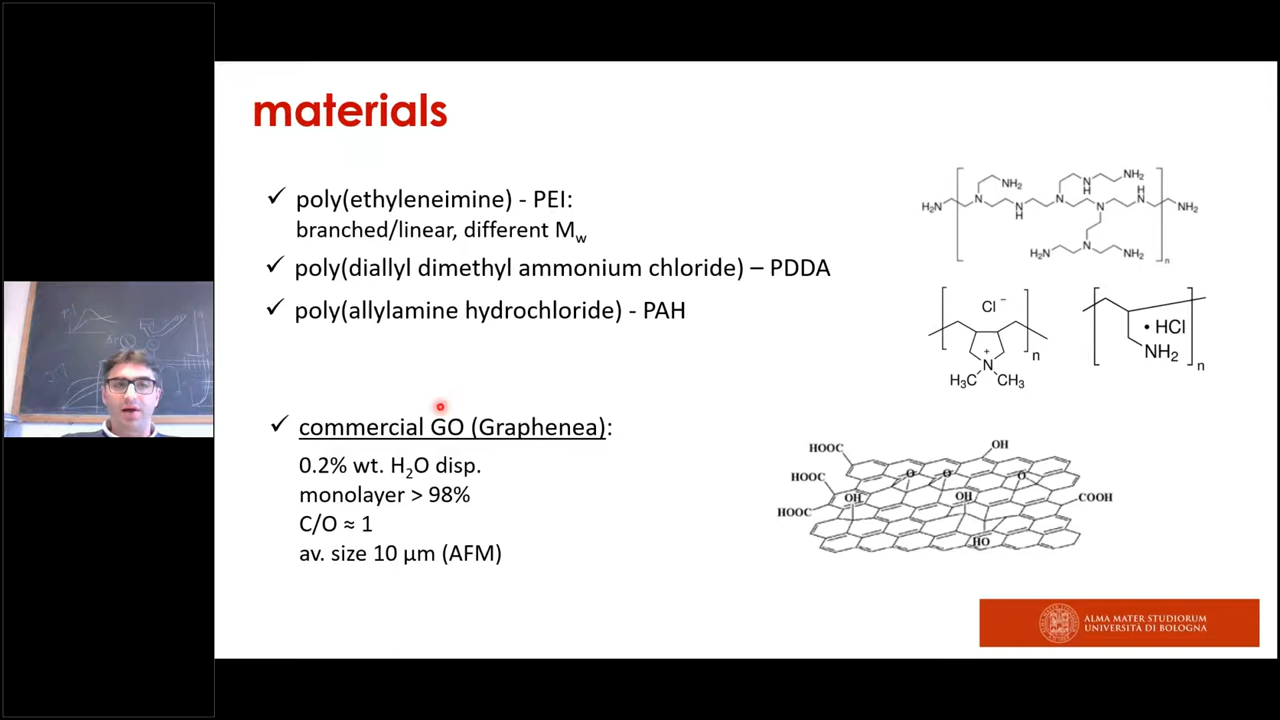 materials
✓ poly(ethyleneimine) - PEI:
branched/linear, different Mw
✓ poly(diallyl dimethyl ammonium chloride) – PDDA
✓ poly(allylamine hydrochloride) - PAH
✓ commercial GO (Graphenea):
0.2% wt. H2O disp.
monolayer > 98%
C/O ≈ 1
av. size 10 µm (AFM)
NH2
N
H
NH2
H
H2N
N
N
H
N
N
N
NH2
H2N
N
NH2
n
Cl−
n
+
N
H3C
CH3
• HCl
NH2
n
HOOC
OH
HOOC
O
O
O
OH
OH
COOH
HOOC
HO
ALMA MATER STUDIORUM
UNIVERSITÀ DI BOLOGNA